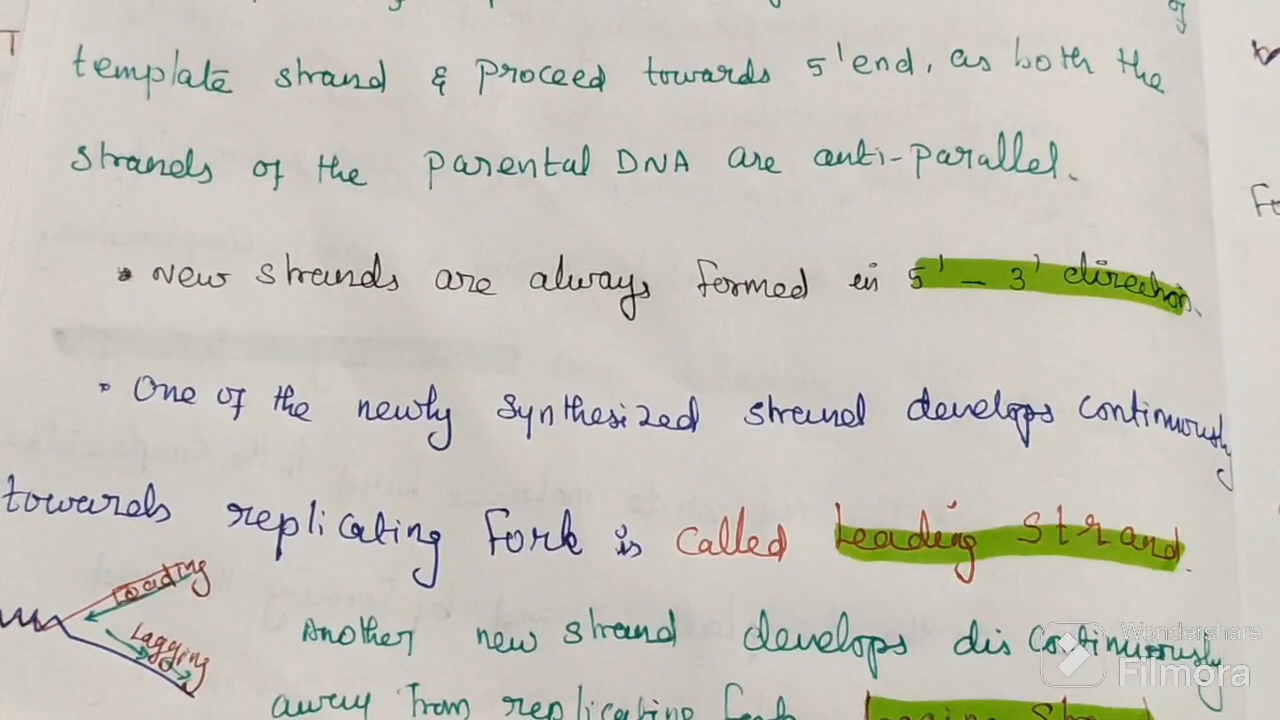 template strand & proceed towards 5' end, as both the
strands of the parental DNA are anti-parallel.
• New strands are always formed in 5' – 3' direction.
• One of the newly synthesized strand develops continuously
towards replicating fork is called leading strand.
Leading
Lagging
Another new strand develops discontinuously
away from replicating fork
strand
Wondershare
Filmora